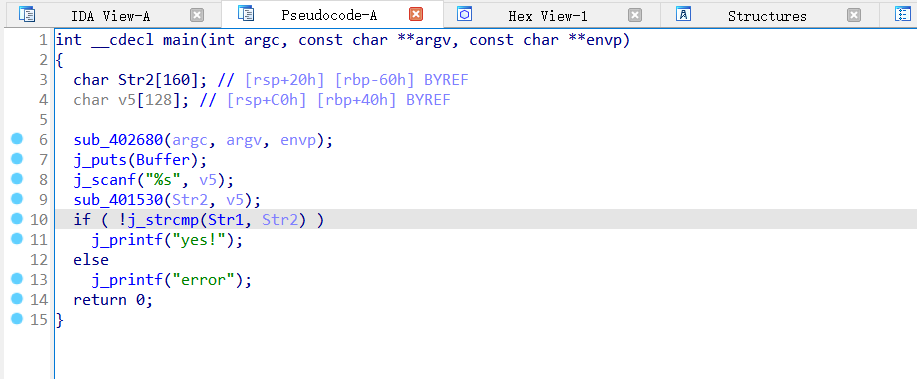 IDA View-A Pseudocode-A Hex View-1 Structures
1 int __cdecl main(int argc, const char **argv, const char **envp)
2 {
3   char Str2[160]; // [rsp+20h] [rbp-60h] BYREF
4   char v5[128]; // [rsp+C0h] [rbp+40h] BYREF
5
6   sub_402680(argc, argv, envp);
7   j_puts(Buffer);
8   j_scanf("%s", v5);
9   sub_401530(Str2, v5);
10   if ( !j_strcmp(Str1, Str2) )
11     j_printf("yes!");
12   else
13     j_printf("error");
14   return 0;
15 }